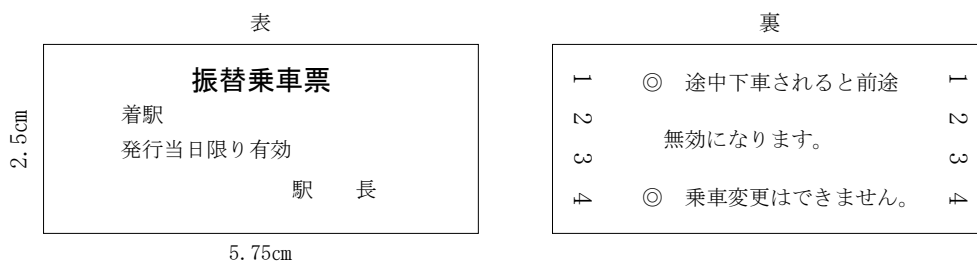 表
振替乗車票
着駅
発行当日限り有効
駅　長
2.5cm
5.75cm
裏
1 2 3 4
◎　途中下車されると前途
無効になります。
◎　乗車変更はできません。
1 2 3 4